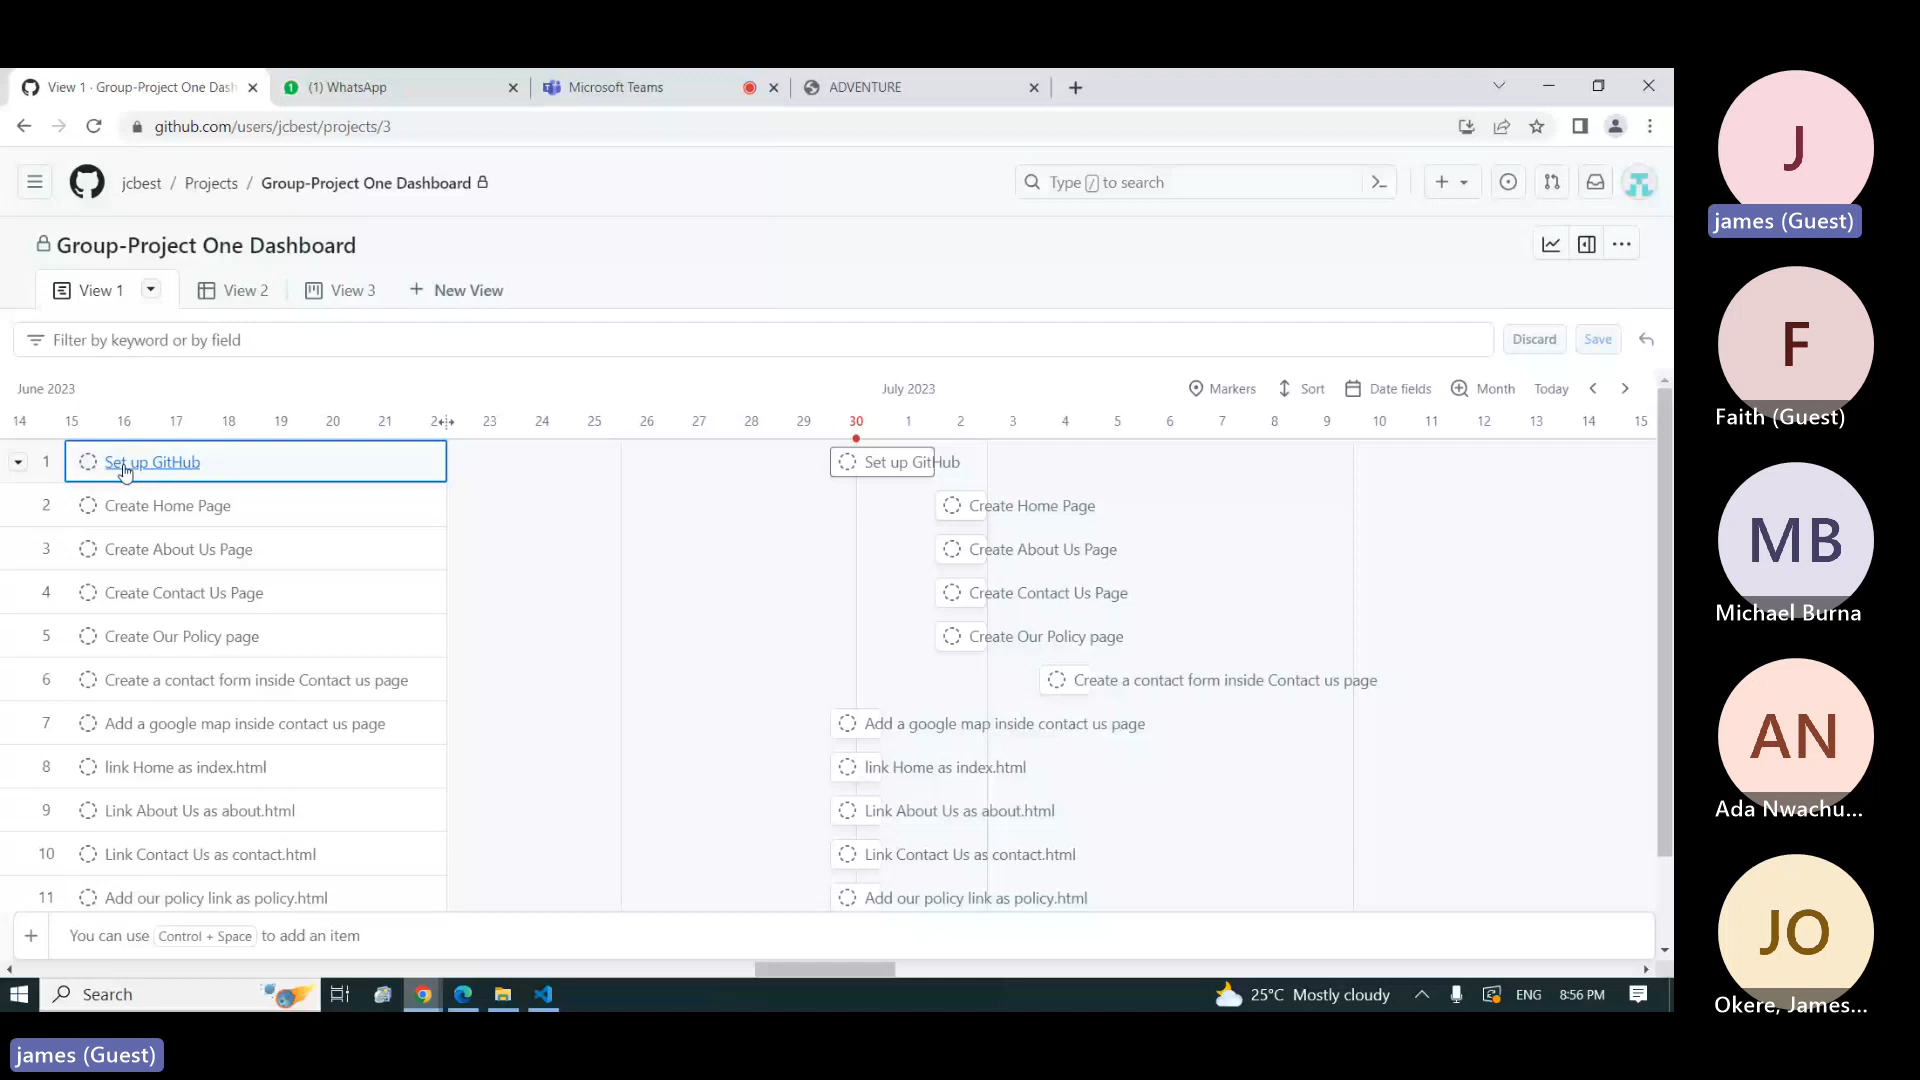 View 1 · Group-Project One Dash
(1) WhatsApp
Microsoft Teams
ADVENTURE
github.com/users/jcbest/projects/3
jcbest / Projects / Group-Project One Dashboard
Type / to search
Group-Project One Dashboard
View 1
View 2
View 3
+ New View
Filter by keyword or by field
Discard
Save
June 2023
July 2023
Markers
Sort
Date fields
Month
Today
14 15 16 17 18 19 20 21 2 23 24 25 26 27 28 29 30 1 2 3 4 5 6 7 8 9 10 11 12 13 14 15
1 Set up GitHub Set up GitHub
2 Create Home Page Create Home Page
3 Create About Us Page Create About Us Page
4 Create Contact Us Page Create Contact Us Page
5 Create Our Policy page Create Our Policy page
6 Create a contact form inside Contact us page Create a contact form inside Contact us page
7 Add a google map inside contact us page Add a google map inside contact us page
8 link Home as index.html link Home as index.html
9 Link About Us as about.html Link About Us as about.html
10 Link Contact Us as contact.html Link Contact Us as contact.html
11 Add our policy link as policy.html Add our policy link as policy.html
+ You can use Control + Space to add an item
Search
25°C Mostly cloudy
ENG
8:56 PM
J
james (Guest)
F
Faith (Guest)
MB
Michael Burna
AN
Ada Nwachu...
JO
Okere, James...
james (Guest)